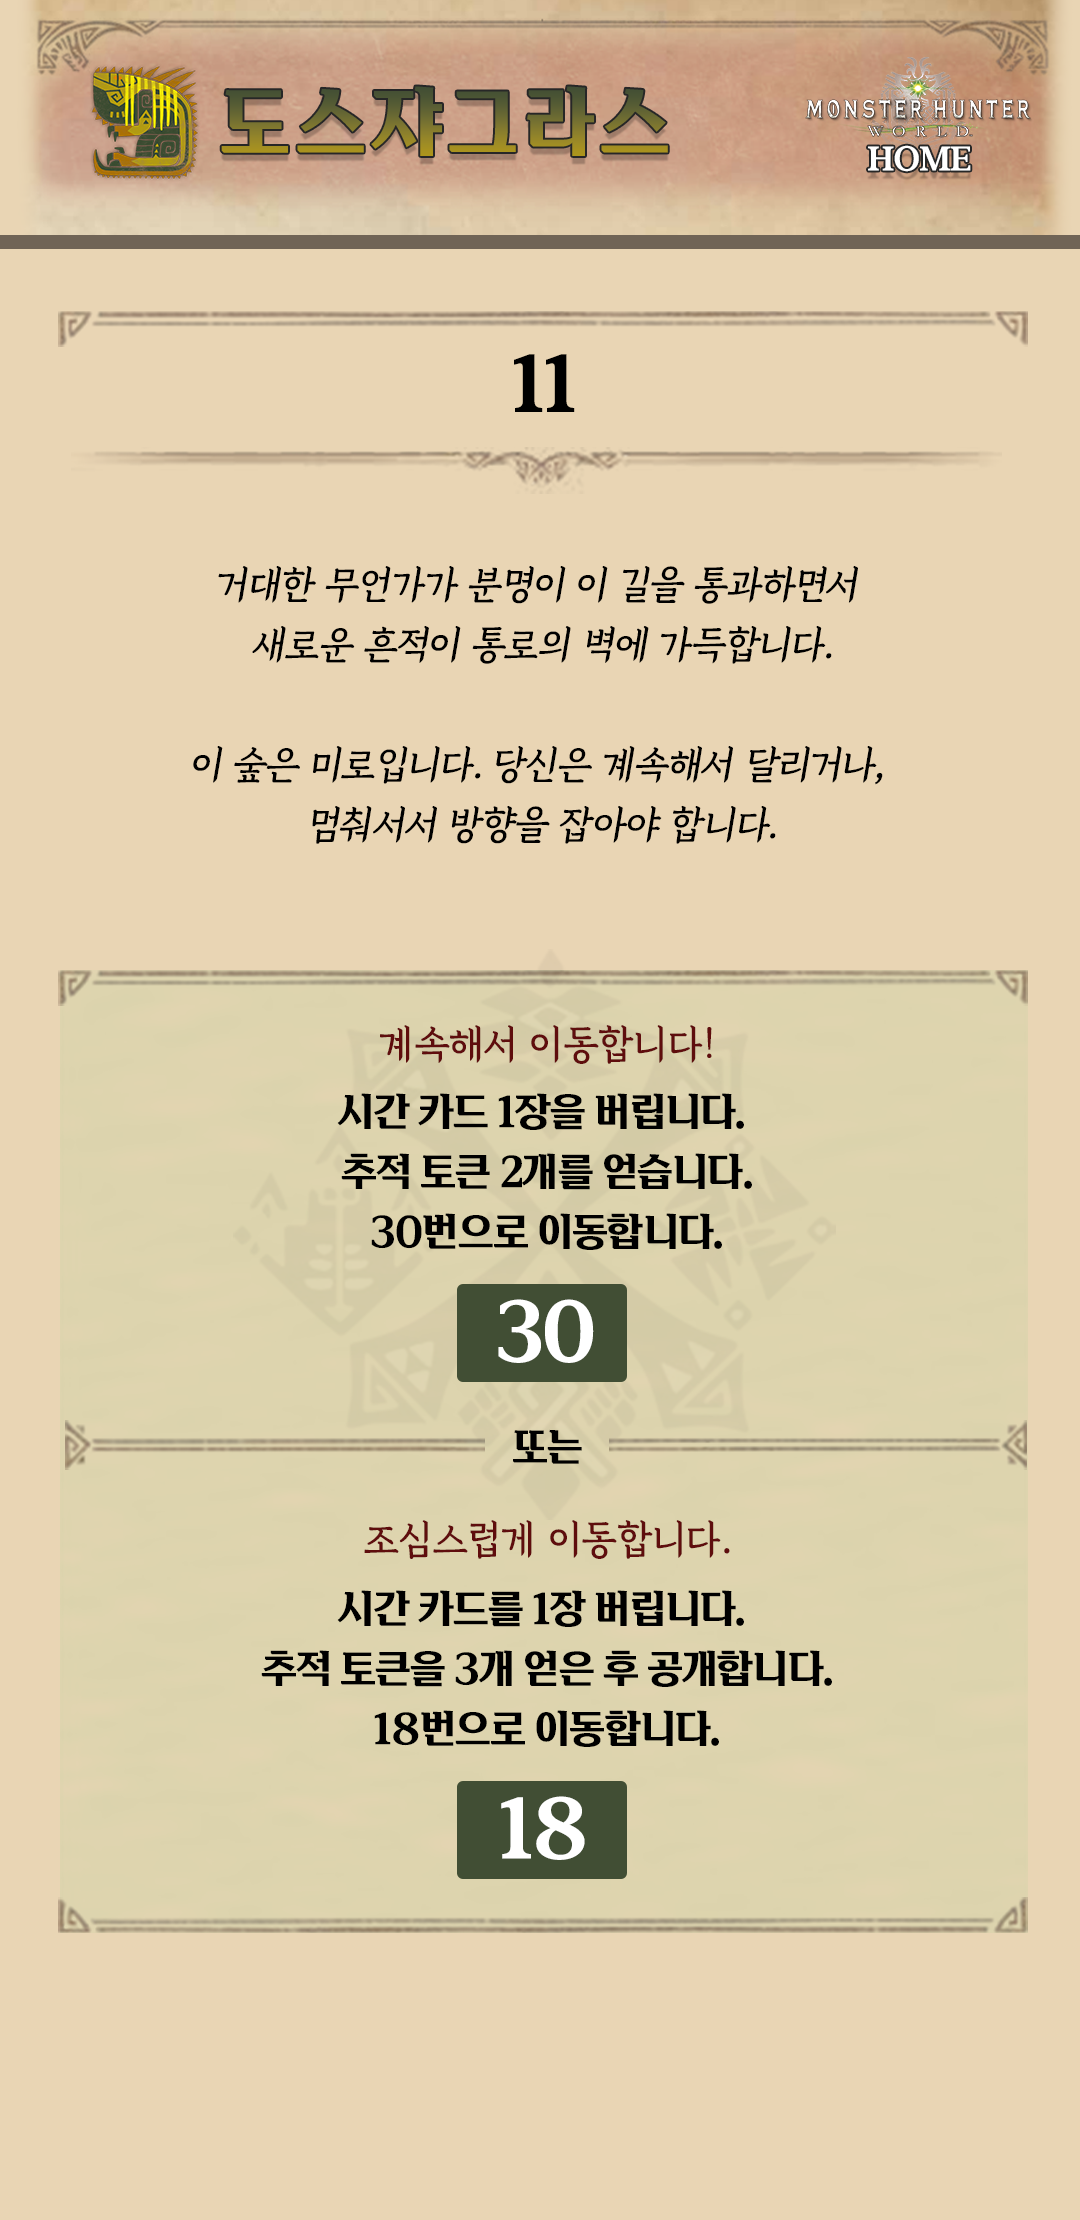 도스쟈그라스
MONSTER HUNTER
WORLD
HOME
11
거대한 무언가가 분명이 이 길을 통과하면서
새로운 흔적이 통로의 벽에 가득합니다.
이 숲은 미로입니다. 당신은 계속해서 달리거나,
멈춰서서 방향을 잡아야 합니다.
계속해서 이동합니다!
시간 카드 1장을 버립니다.
추적 토큰 2개를 얻습니다.
30번으로 이동합니다.
30
또는
조심스럽게 이동합니다.
시간 카드를 1장 버립니다.
추적 토큰을 3개 얻은 후 공개합니다.
18번으로 이동합니다.
18